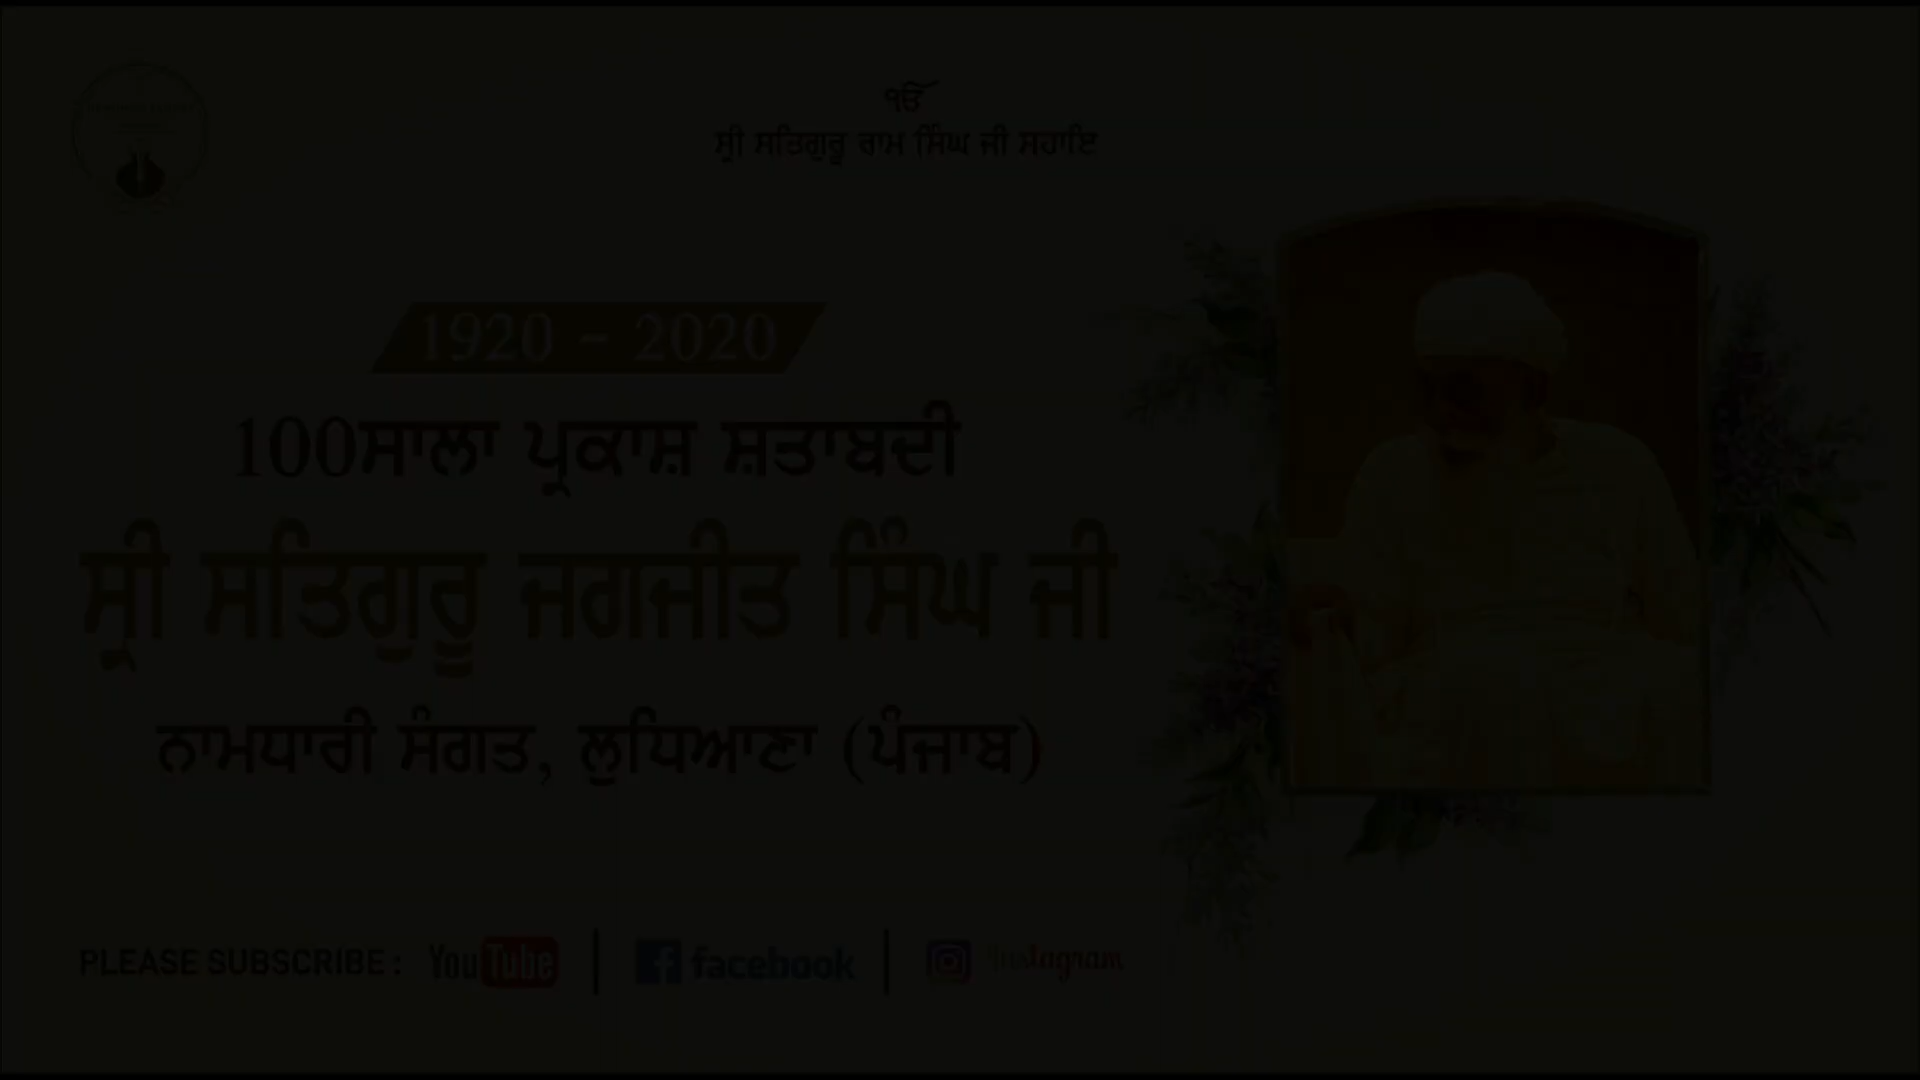 ੴ
ਸ੍ਰੀ ਸਤਿਗੁਰੂ ਰਾਮ ਸਿੰਘ ਜੀ ਸਹਾਇ
1920 - 2020
100ਸਾਲਾ ਪ੍ਰਕਾਸ਼ ਸ਼ਤਾਬਦੀ
ਸ੍ਰੀ ਸਤਿਗੁਰੂ ਜਗਜੀਤ ਸਿੰਘ ਜੀ
ਨਾਮਧਾਰੀ ਸੰਗਤ, ਲੁਧਿਆਣਾ (ਪੰਜਾਬ)
PLEASE SUBSCRIBE : YouTube | facebook | Instagram